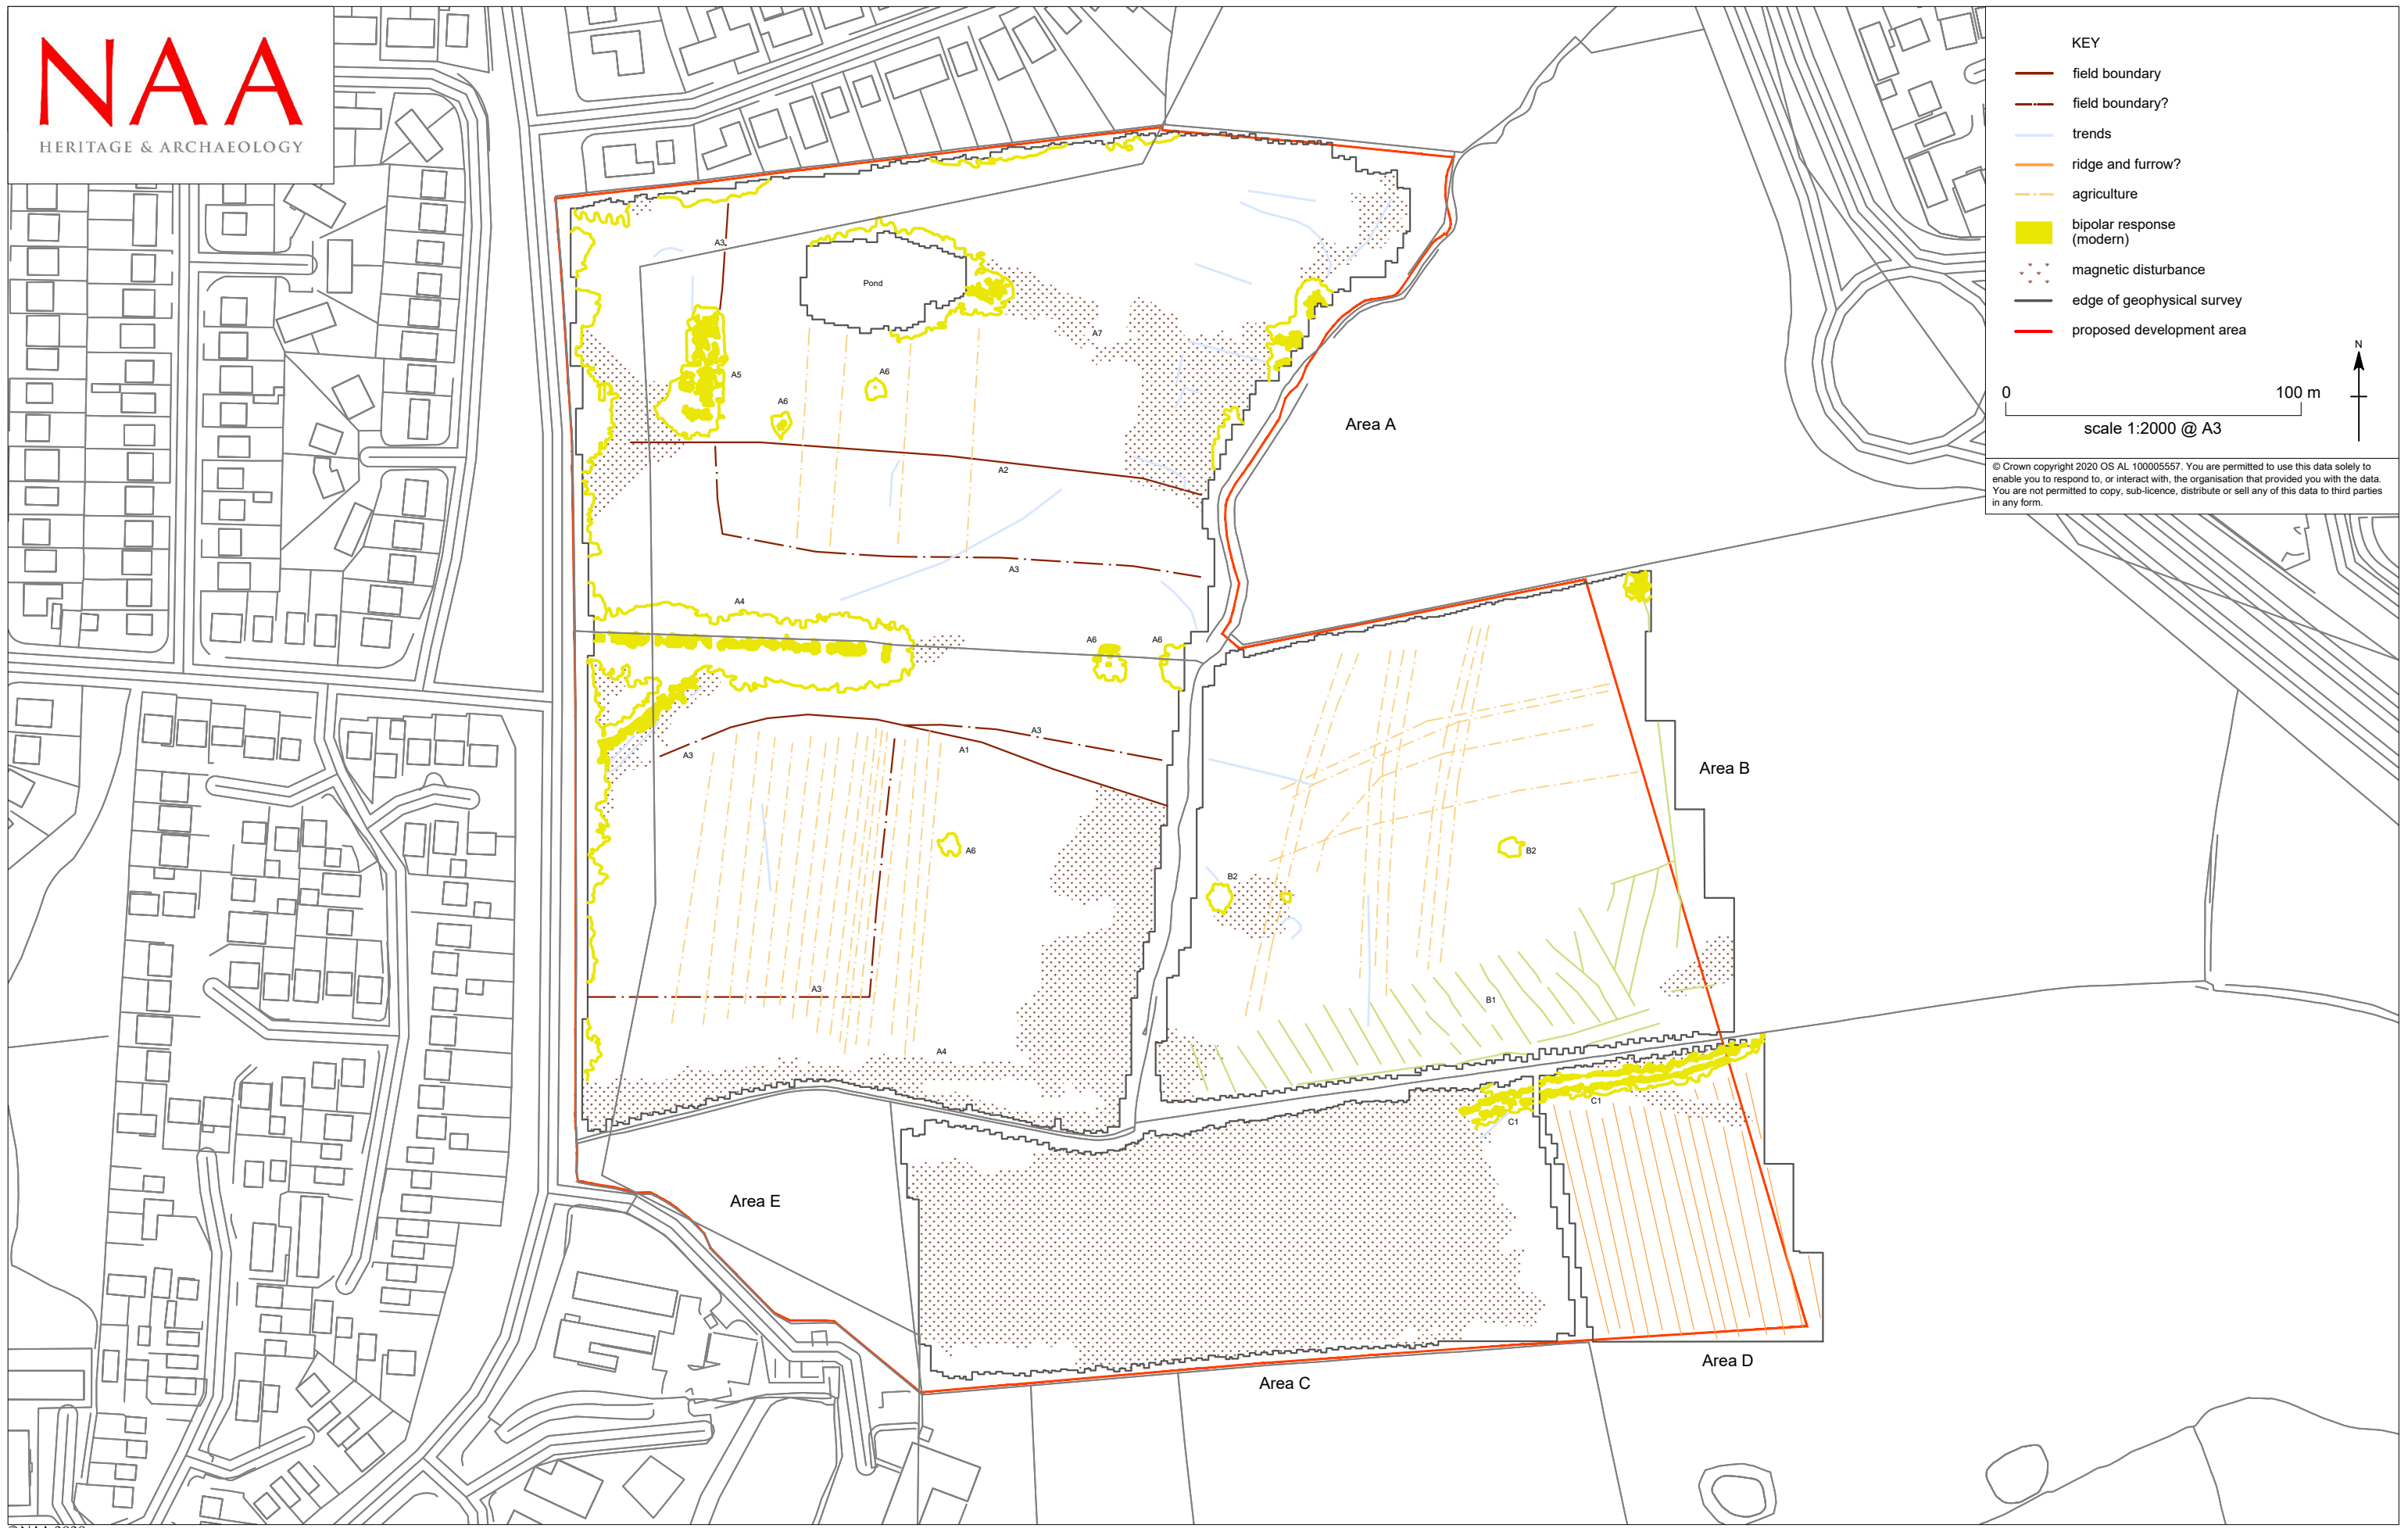 NAA
HERITAGE & ARCHAEOLOGY
KEY
field boundary
field boundary?
trends
ridge and furrow?
agriculture
bipolar response
(modern)
magnetic disturbance
edge of geophysical survey
proposed development area
N
0 100 m
scale 1:2000 @ A3
© Crown copyright 2020 OS AL 100005557. You are permitted to use this data solely to
enable you to respond to, or interact with, the organisation that provided you with the data.
You are not permitted to copy, sub-licence, distribute or sell any of this data to third parties
in any form.
A3
Pond
A7
A5
A6
A6
Area A
A2
A3
A4
A6
A6
A3
A3
A1
Area B
A6
B2
B2
A3
B1
A4
C1
C1
Area E
Area D
Area C
©NAA 2020